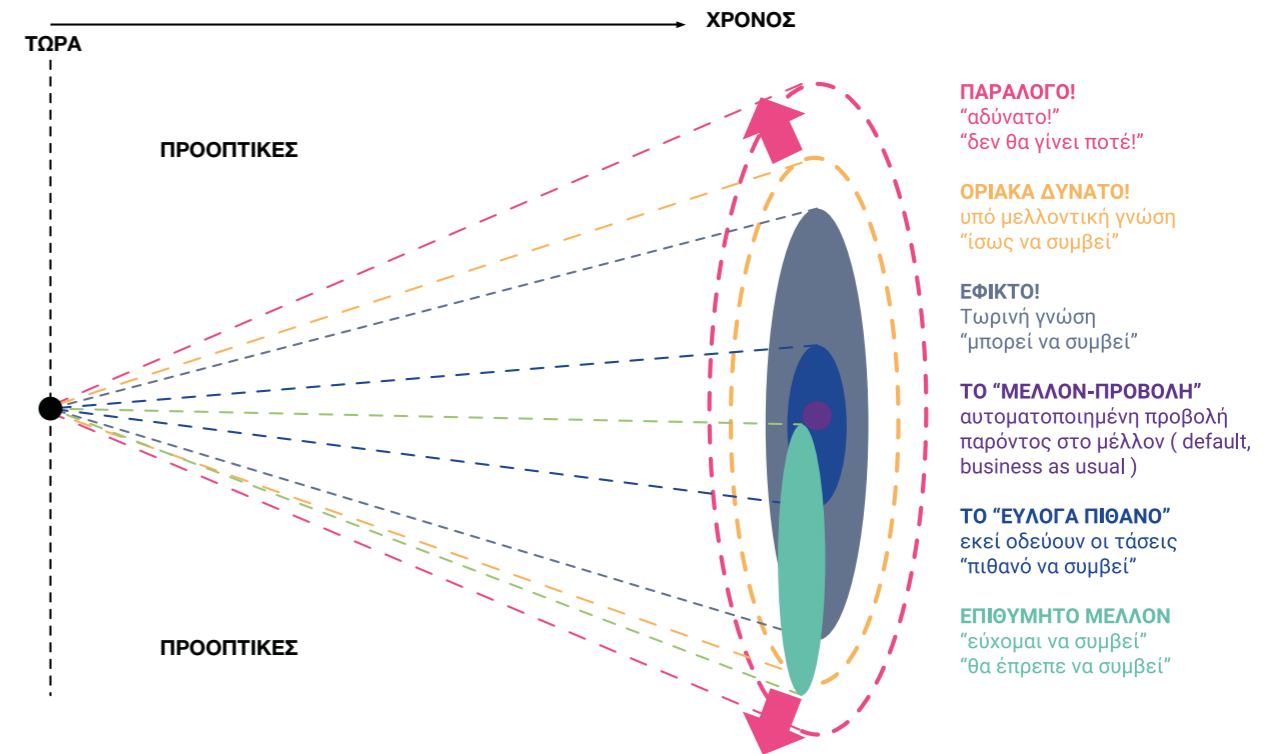 ΧΡΟΝΟΣ
ΤΩΡΑ
ΠΡΟΟΠΤΙΚΕΣ
ΠΡΟΟΠΤΙΚΕΣ
ΠΑΡΑΛΟΓΟ!
“αδύνατο!”
“δεν θα γίνει ποτέ!”
ΟΡΙΑΚΑ ΔΥΝΑΤΟ!
υπό μελλοντική γνώση
“ίσως να συμβεί”
ΕΦΙΚΤΟ!
Τωρινή γνώση
“μπορεί να συμβεί”
ΤΟ “ΜΕΛΛΟΝ-ΠΡΟΒΟΛΗ”
αυτοματοποιημένη προβολή
παρόντος στο μέλλον ( default,
business as usual )
ΤΟ “ΕΥΛΟΓΑ ΠΙΘΑΝΟ”
εκεί οδεύουν οι τάσεις
“πιθανό να συμβεί”
ΕΠΙΘΥΜΗΤΟ ΜΕΛΛΟΝ
“εύχομαι να συμβεί”
“θα έπρεπε να συμβεί”